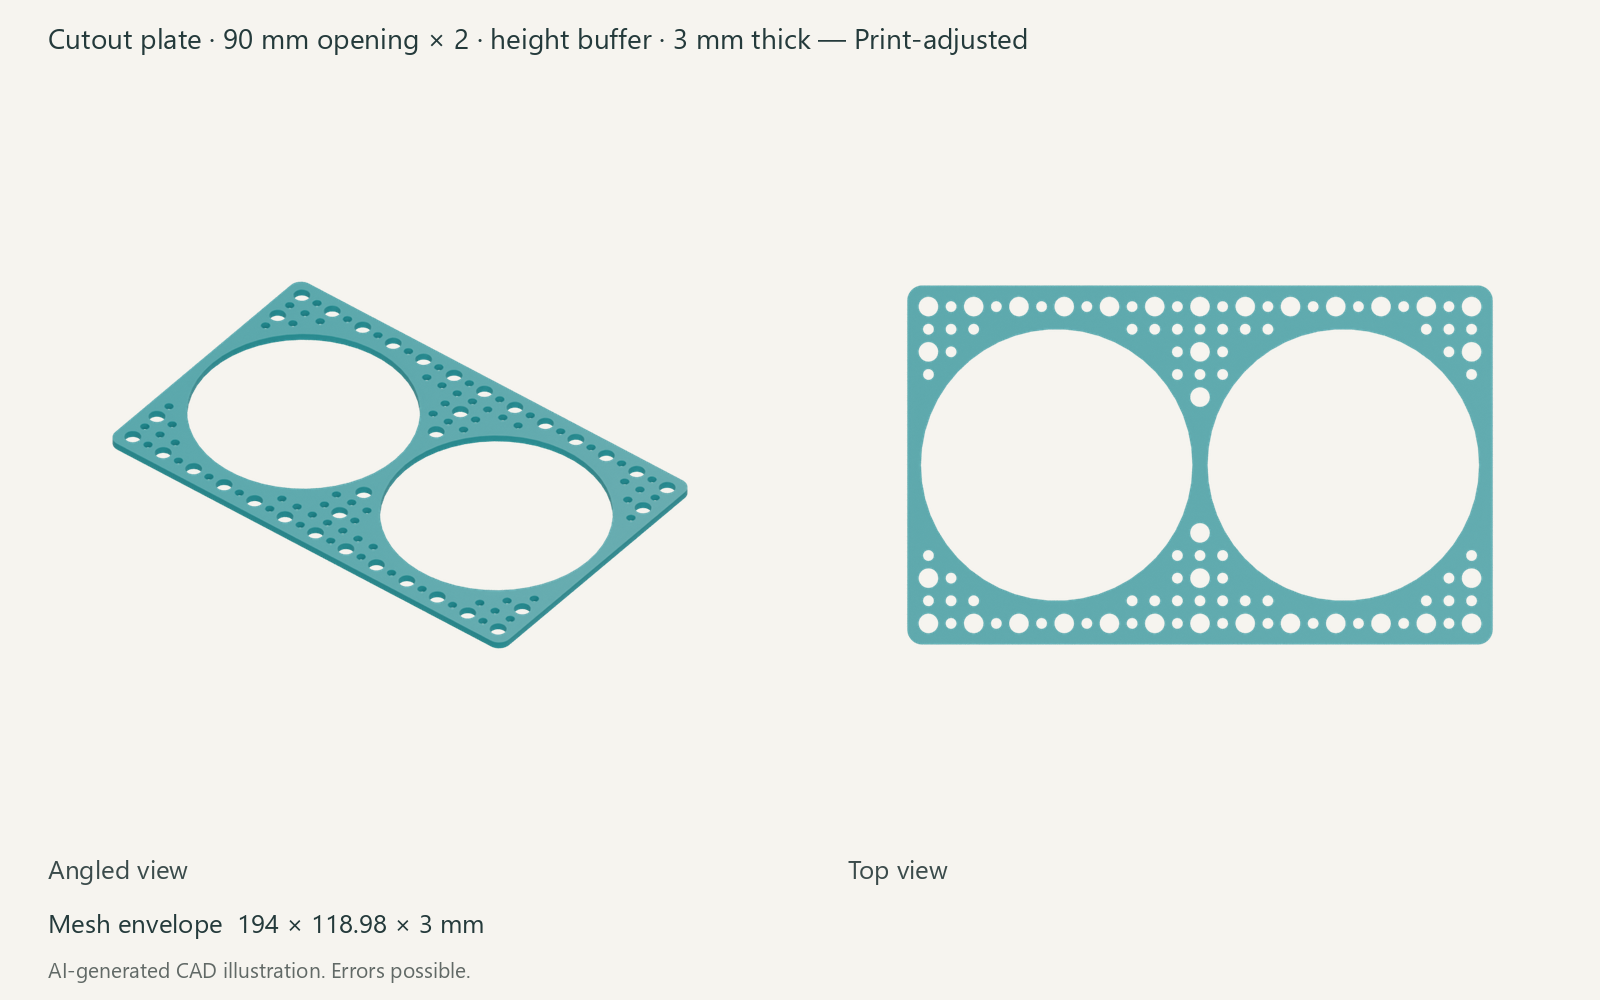 Cutout plate · 90 mm opening × 2 · height buffer · 3 mm thick — Print-adjusted
Angled view
Top view
Mesh envelope 194 × 118.98 × 3 mm
AI-generated CAD illustration. Errors possible.